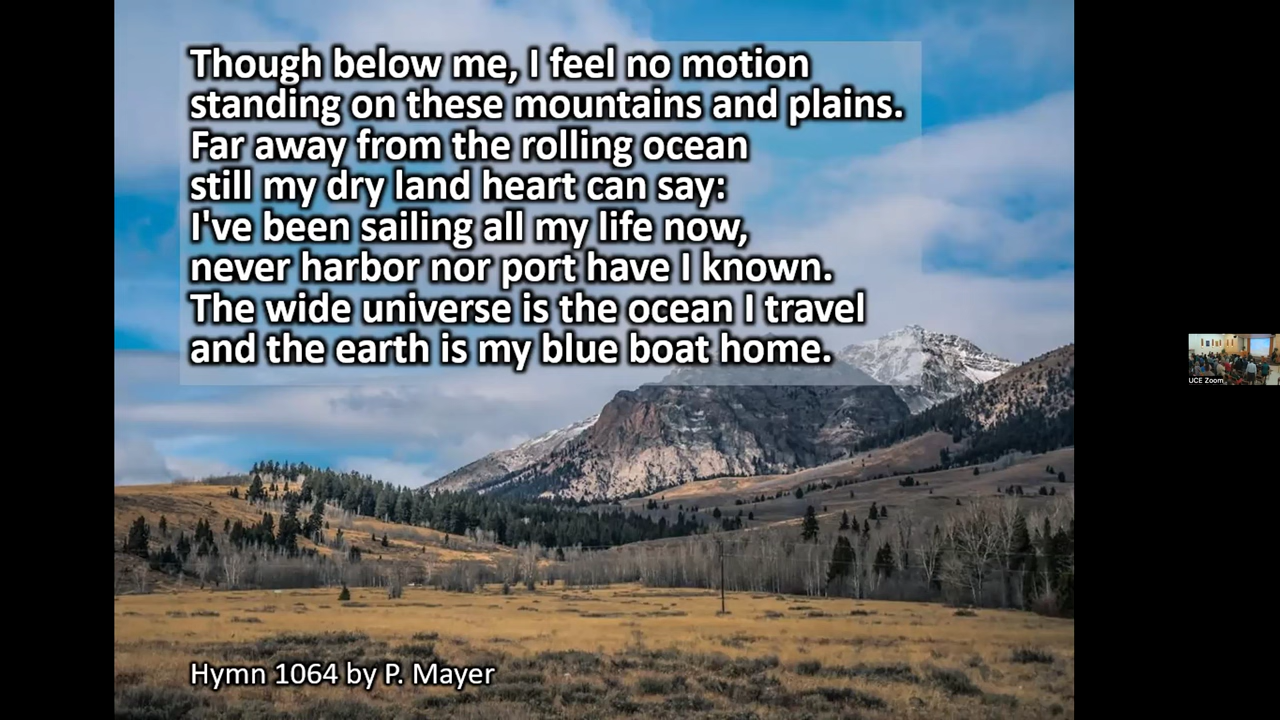 Though below me, I feel no motion
standing on these mountains and plains.
Far away from the rolling ocean
still my dry land heart can say:
I've been sailing all my life now,
never harbor nor port have I known.
The wide universe is the ocean I travel
and the earth is my blue boat home.
Hymn 1064 by P. Mayer
UCE Zoom